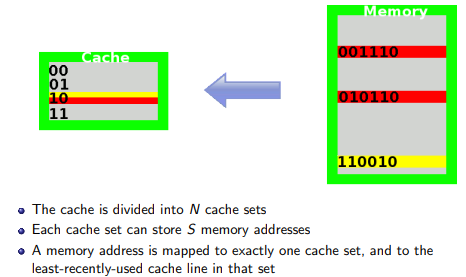 Cache
00
01
10
11
Memory
001110
010110
110010
The cache is divided into N cache sets
Each cache set can store S memory addresses
A memory address is mapped to exactly one cache set, and to the
least-recently-used cache line in that set